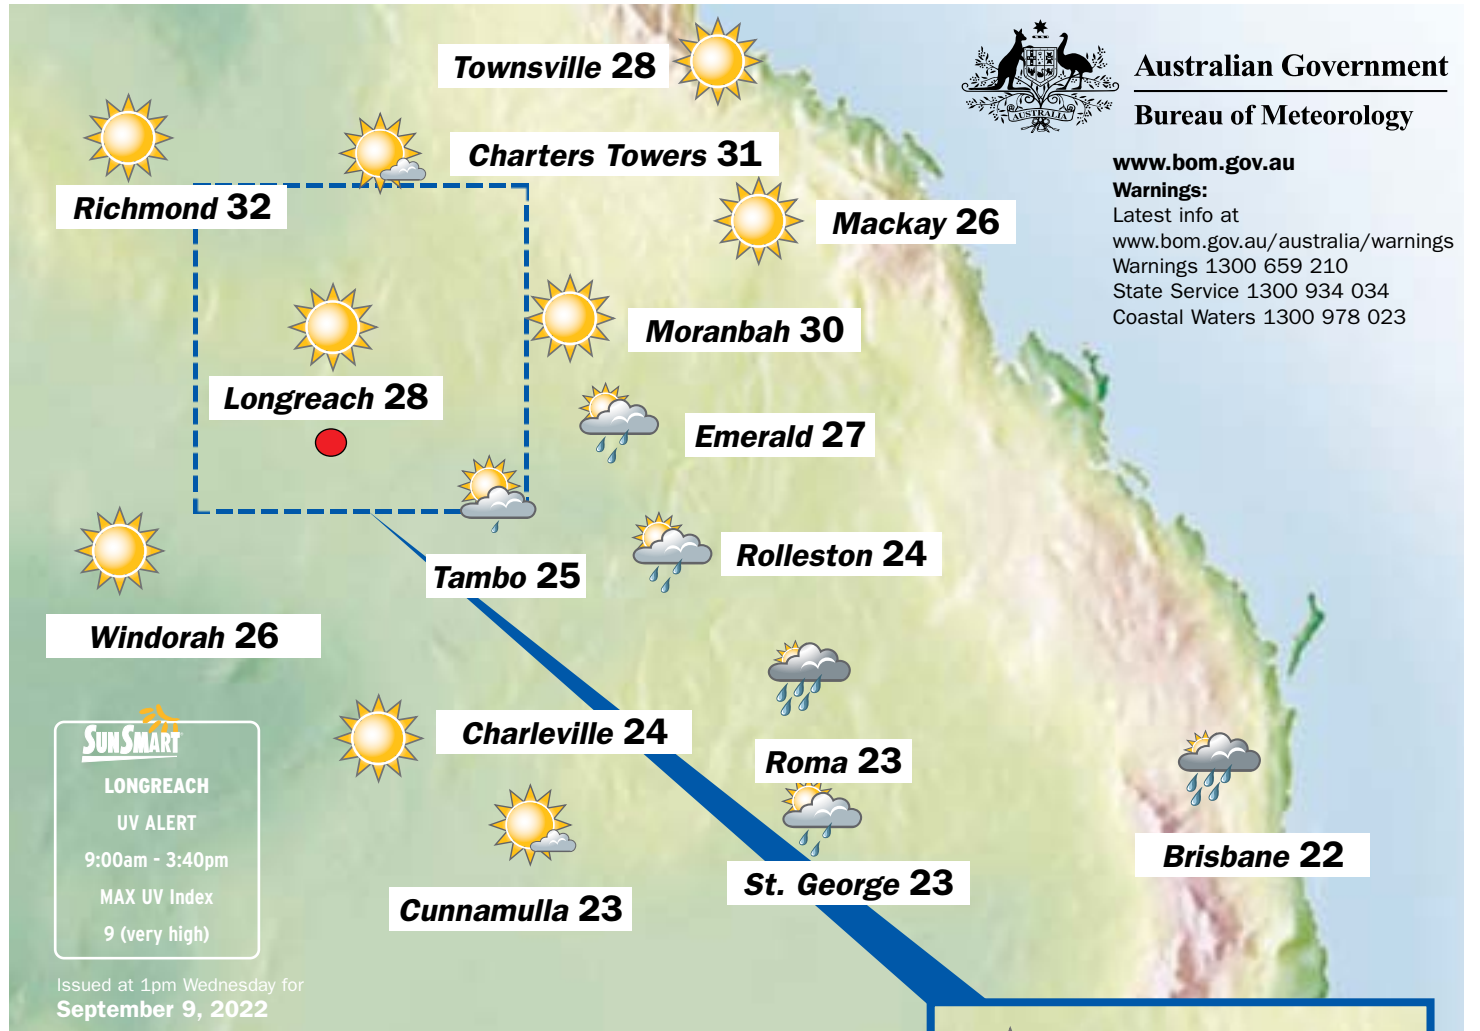 Townsville 28
Australian Government
Bureau of Meteorology
AUSTRALIA
Charters Towers 31
www.bom.gov.au
Warnings:
Latest info at
www.bom.gov.au/australia/warnings
Warnings 1300 659 210
State Service 1300 934 034
Coastal Waters 1300 978 023
Richmond 32
Mackay 26
Moranbah 30
Longreach 28
Emerald 27
Rolleston 24
Tambo 25
Windorah 26
Charleville 24
Roma 23
Brisbane 22
St. George 23
Cunnamulla 23
SUNSMART
LONGREACH
UV ALERT
9:00am - 3:40pm
MAX UV Index
9 (very high)
Issued at 1pm Wednesday for
September 9, 2022